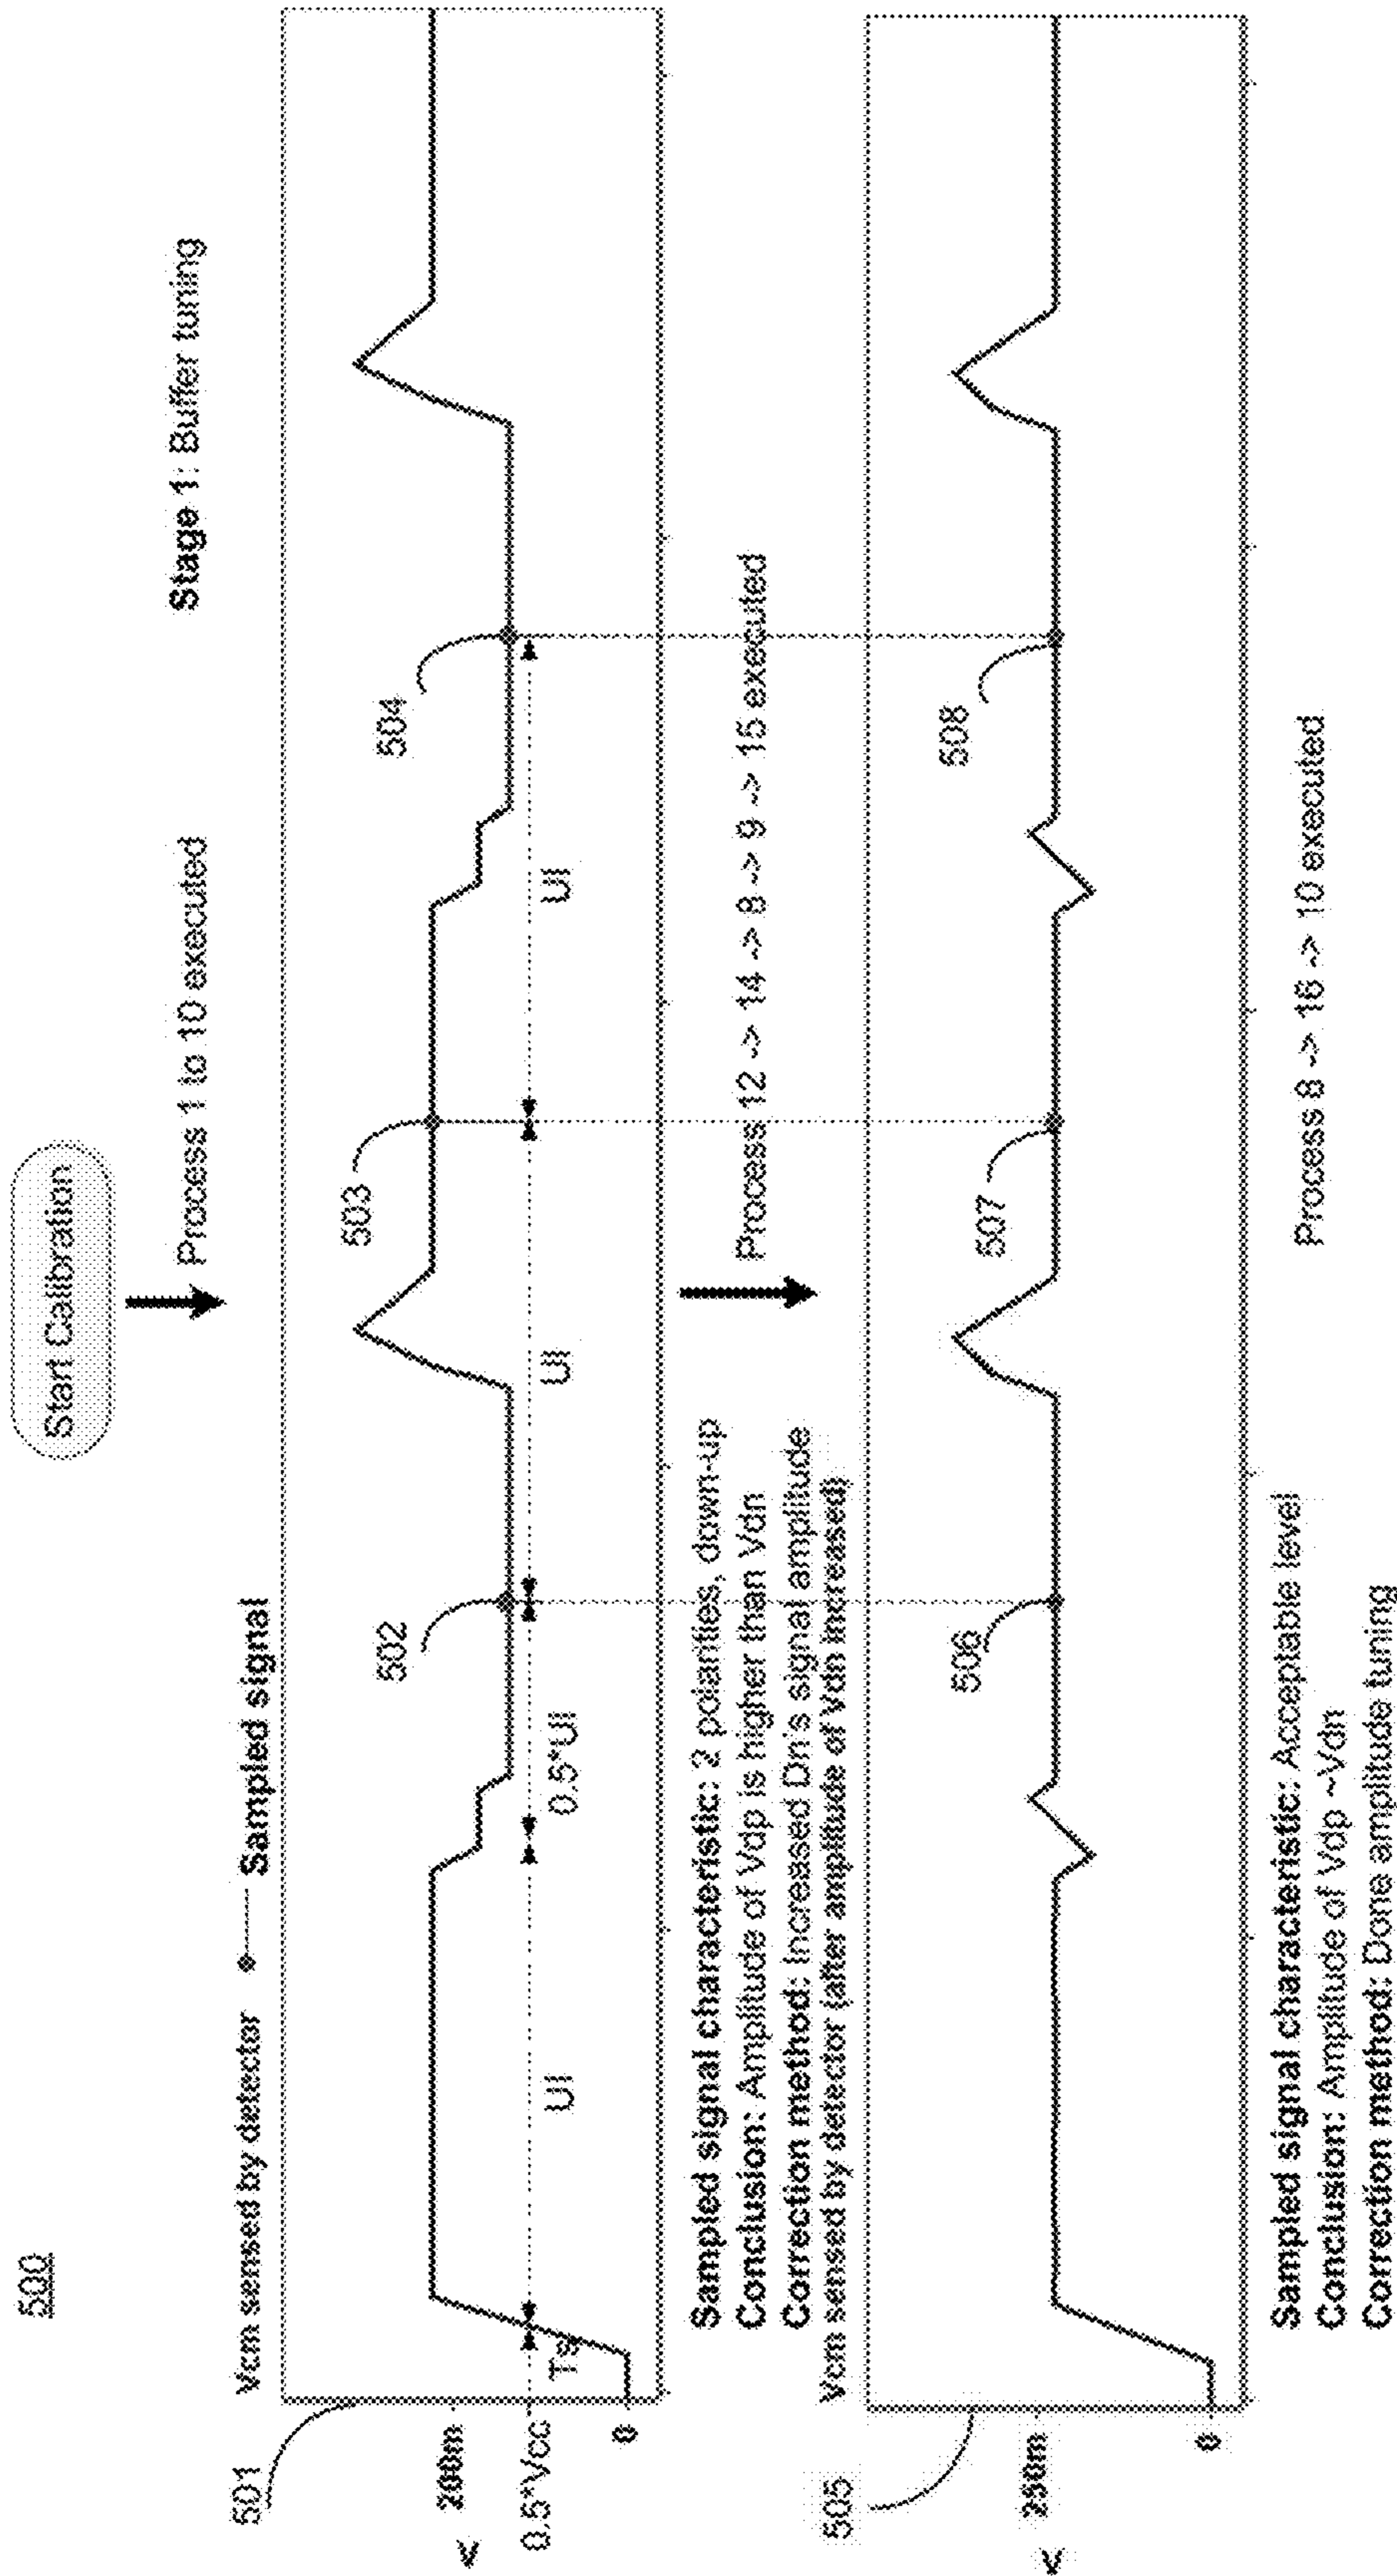 500
Start Calibration
Process 1 to 10 executed
Stage 1: Buffer tuning
Vcm sensed by detector
Sampled signal
501
V
200m
0.5*Vcc
0
Ts
UI
0.5*UI
UI
UI
502
503
504
Sampled signal characteristic: 2 polarities, down-up
Conclusion: Amplitude of Vdp is higher than Vdn
Correction method: Increased Dn's signal amplitude
Process 12 -> 14 -> 8 -> 9 -> 15 executed
Vcm sensed by detector (after amplitude of Vdn increased)
505
V
250m
0
506
507
508
Sampled signal characteristic: Acceptable level
Conclusion: Amplitude of Vdp ~Vdn
Correction method: Done amplitude tuning
Process 8 -> 16 -> 10 executed